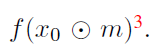 f(x₀ ⊙ m)³.